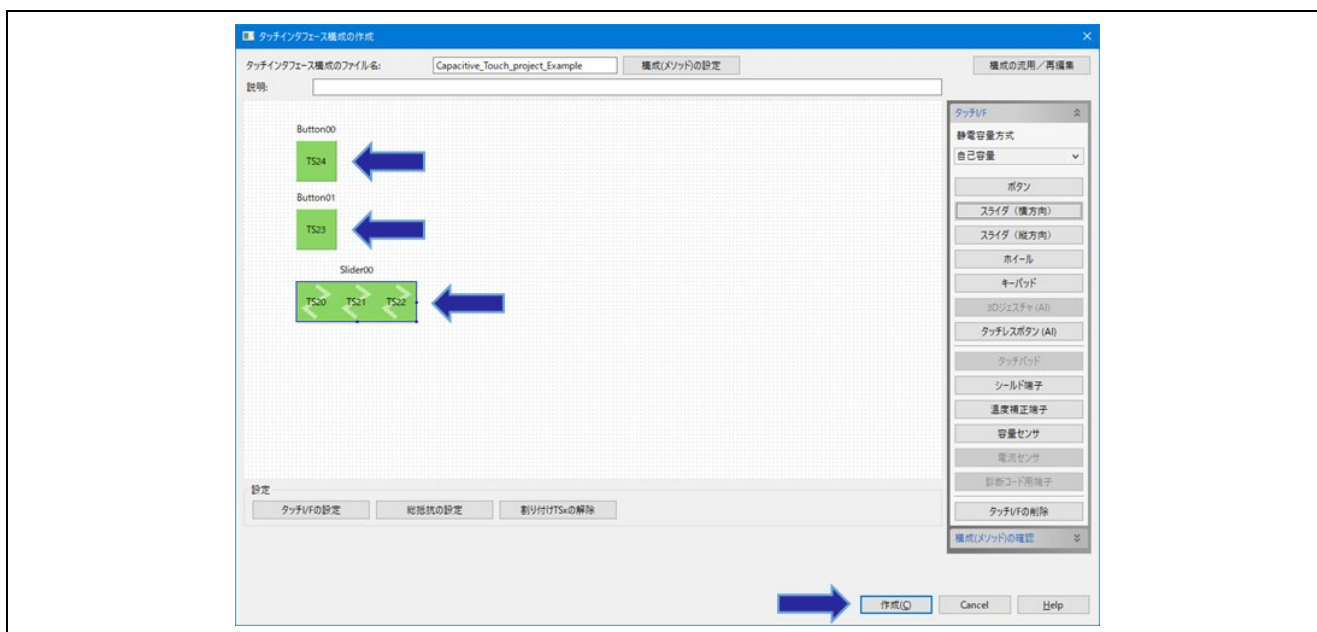 タッチインタフェース構成の作成
タッチインタフェース構成のファイル名: Capacitive_Touch_project_Example 構成(メソッド)の設定 構成の流用／再編集
説明:
Button00
TS24
Button01
TS23
Slider00
TS20 TS21 TS22
タッチI/F
静電容量方式
自己容量
ボタン
スライダ（横方向）
スライダ（縦方向）
ホイール
キーパッド
3Dジェスチャ (AI)
タッチレスボタン (AI)
タッチパッド
シールド端子
温度補正端子
容量センサ
電流センサ
診断コード用端子
タッチI/Fの削除
構成(メソッド)の確認
設定
タッチI/Fの設定 総抵抗の設定 割り付けTSxの解除
作成(C) Cancel Help